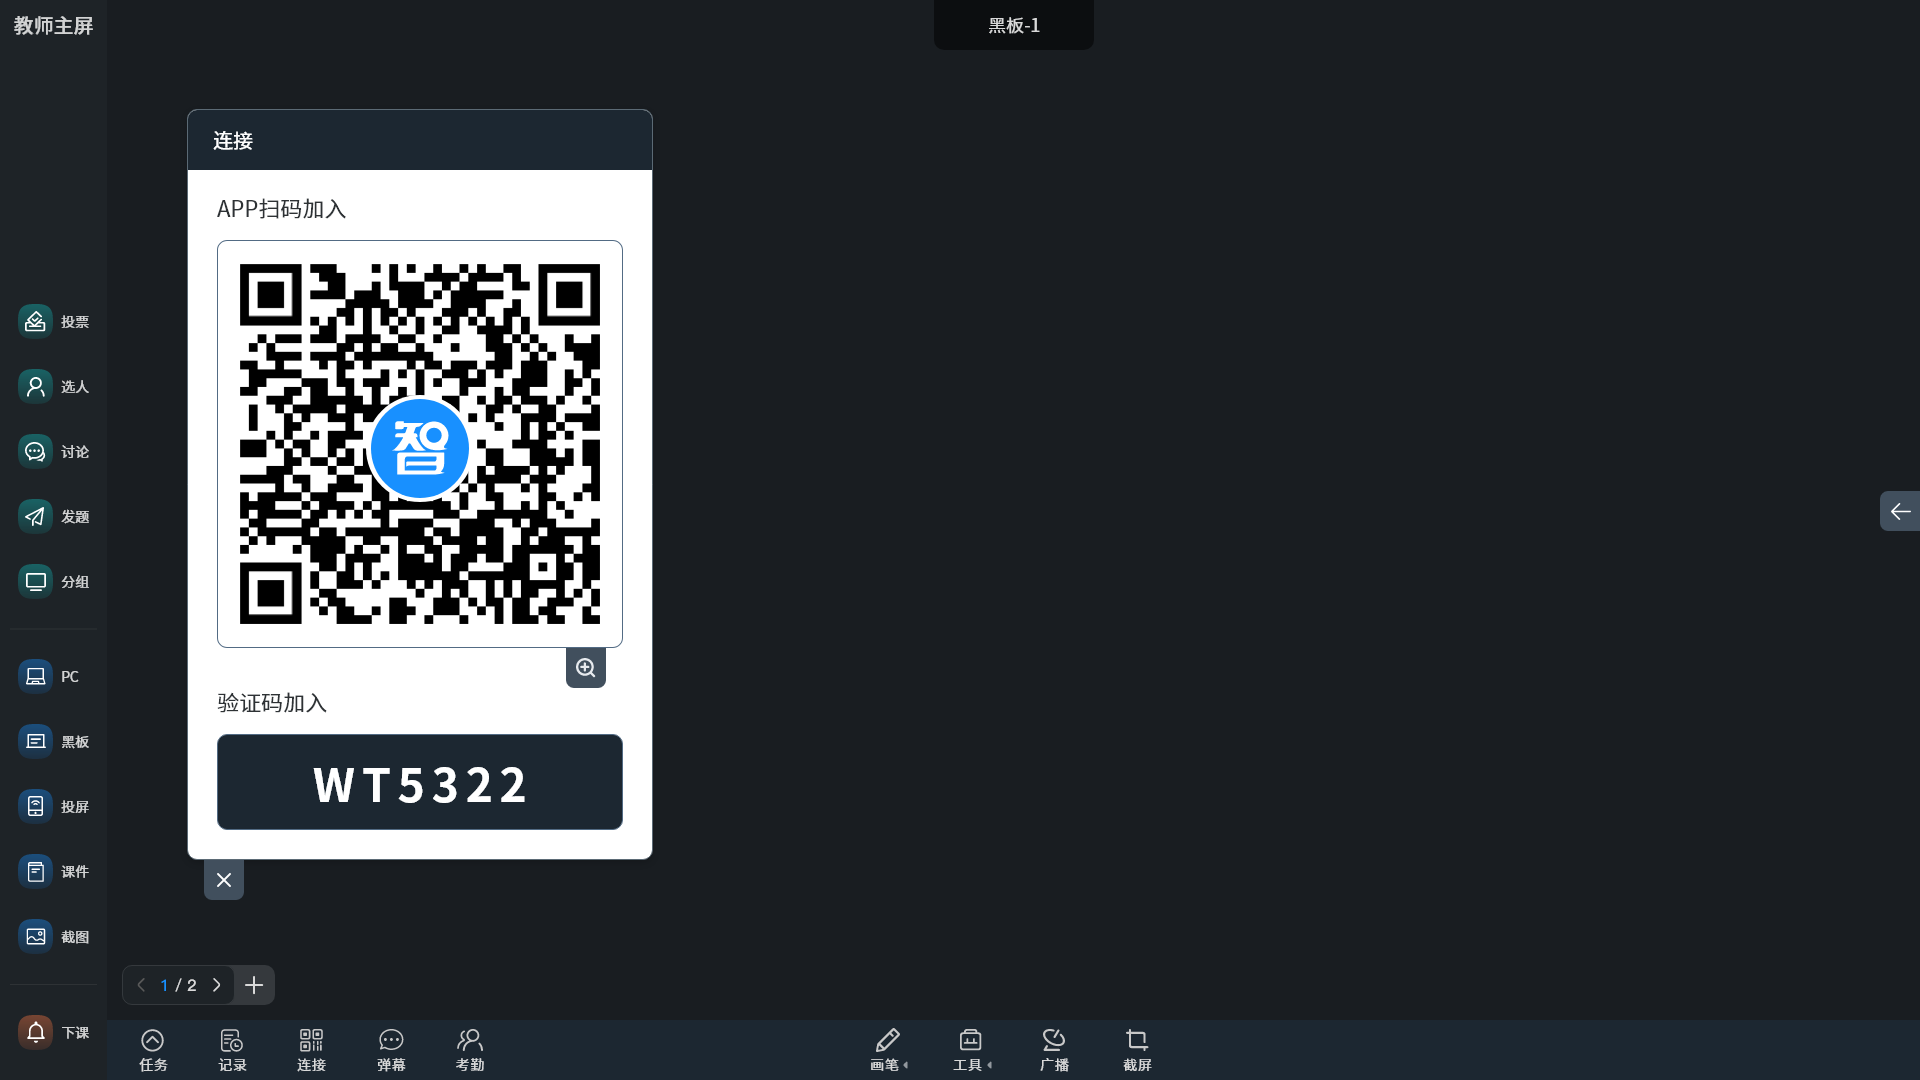 教师主屏
黑板-1
连接
APP扫码加入
智
验证码加入
WT5322
投票
选人
讨论
发题
分组
PC
黑板
投屏
课件
截图
下课
1 / 2
任务
记录
连接
弹幕
考勤
画笔
工具
广播
截屏